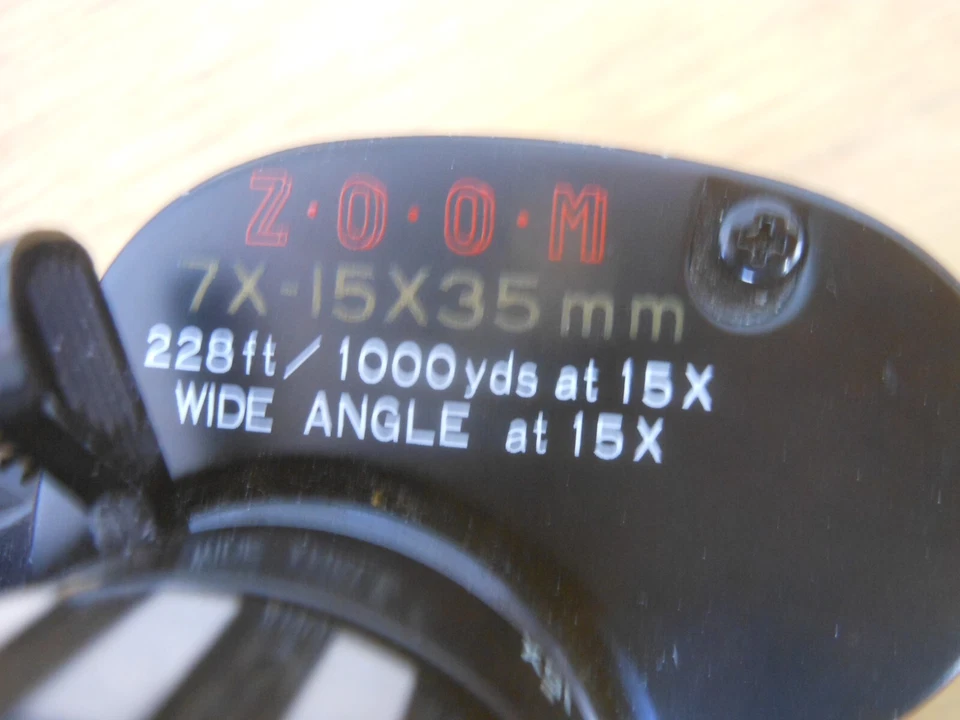 Z·O·O·M
7X-15X35mm
228ft/1000yds at 15X
WIDE ANGLE at 15X